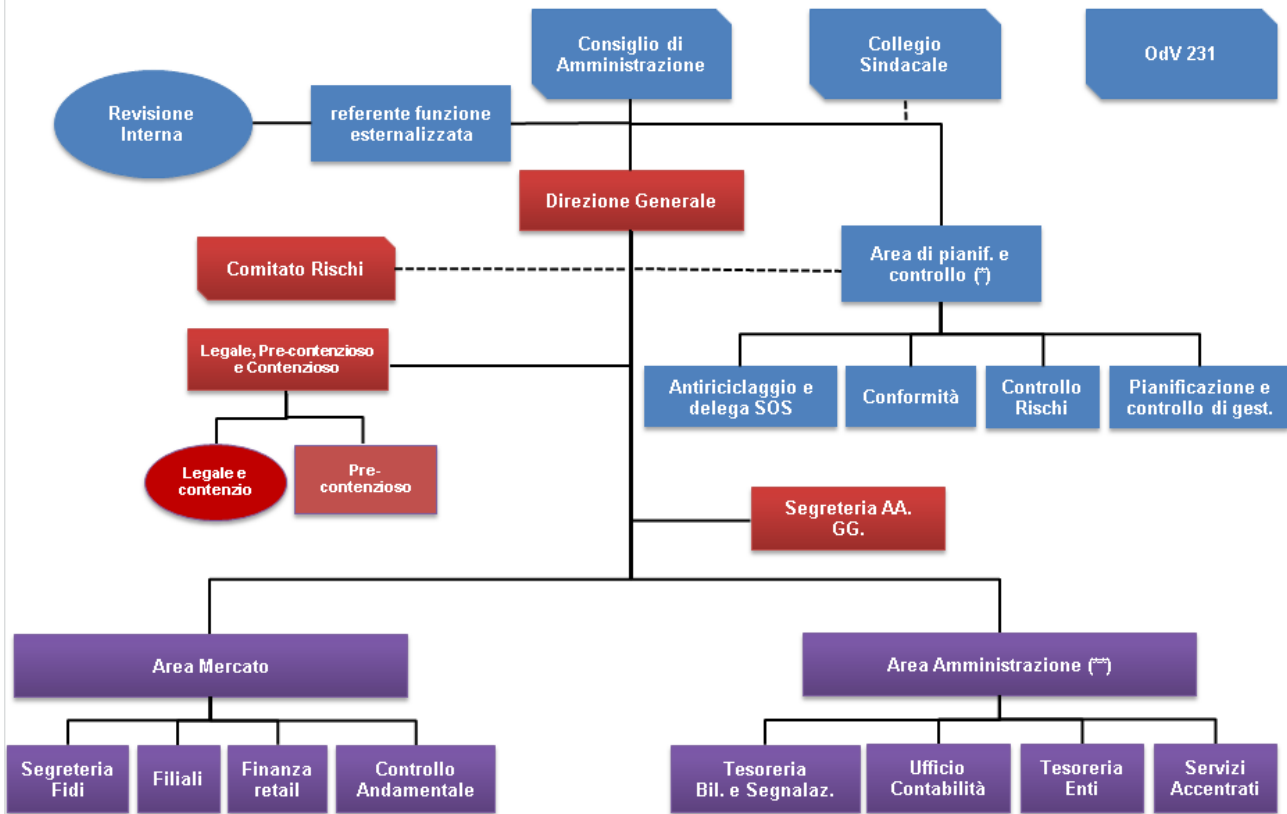 Consiglio di
Amministrazione
Collegio
Sindacale
OdV 231
Revisione
Interna
referente funzione
esternalizzata
Direzione Generale
Comitato Rischi
Area di pianif. e
controllo (*)
Legale, Pre-contenzioso
e Contenzioso
Antiriciclaggio e
delega SOS
Conformità
Controllo
Rischi
Pianificazione e
controllo di gest.
Legale e
contenzio
Pre-
contenzioso
Segreteria AA.
GG.
Area Mercato
Area Amministrazione (**)
Segreteria
Fidi
Filiali
Finanza
retail
Controllo
Andamentale
Tesoreria
Bil. e Segnalaz.
Ufficio
Contabilità
Tesoreria
Enti
Servizi
Accentrati